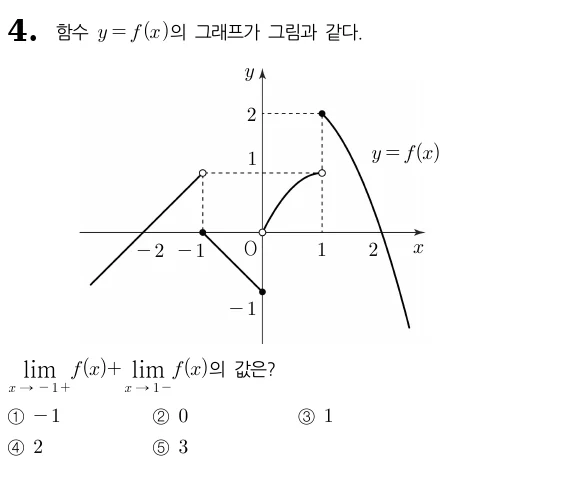 4. 함수 y=f(x)의 그래프가 그림과 같다.
y
2
1
y=f(x)
-2 -1 O 1 2 x
-1
lim f(x)+ lim f(x)의 값은?
x→-1+ x→1-
① -1 ② 0 ③ 1
④ 2 ⑤ 3